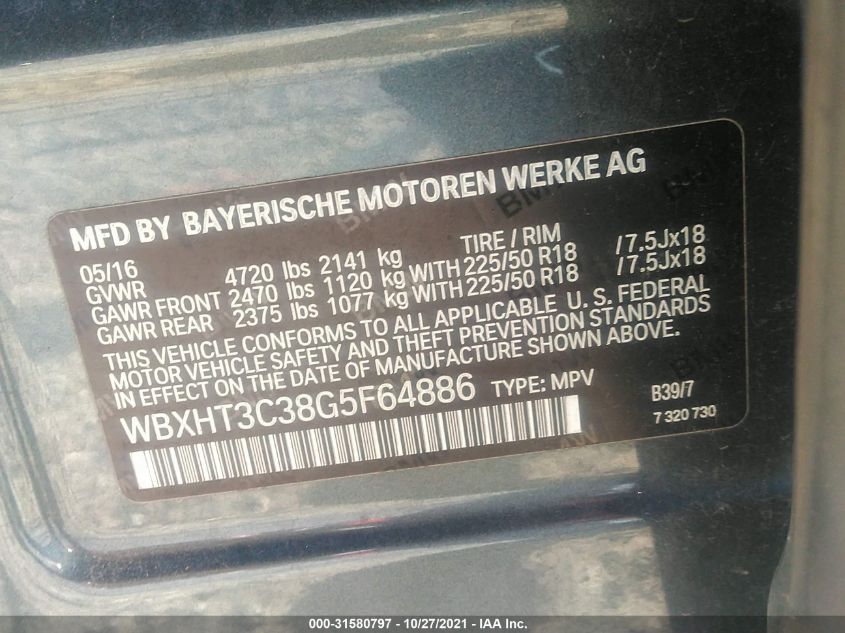 MFD BY BAYERISCHE MOTOREN WERKE AG
05/16 TIRE / RIM
GVWR 4720 lbs 2141 kg
GAWR FRONT 2470 lbs 1120 kg WITH 225/50 R18 /7.5Jx18
GAWR REAR 2375 lbs 1077 kg WITH 225/50 R18 /7.5Jx18
THIS VEHICLE CONFORMS TO ALL APPLICABLE U. S. FEDERAL
MOTOR VEHICLE SAFETY AND THEFT PREVENTION STANDARDS
IN EFFECT ON THE DATE OF MANUFACTURE SHOWN ABOVE.
WBXHT3C38G5F64886 TYPE: MPV B39/7
7 320 730
000-31580797 - 10/27/2021 - IAA Inc.